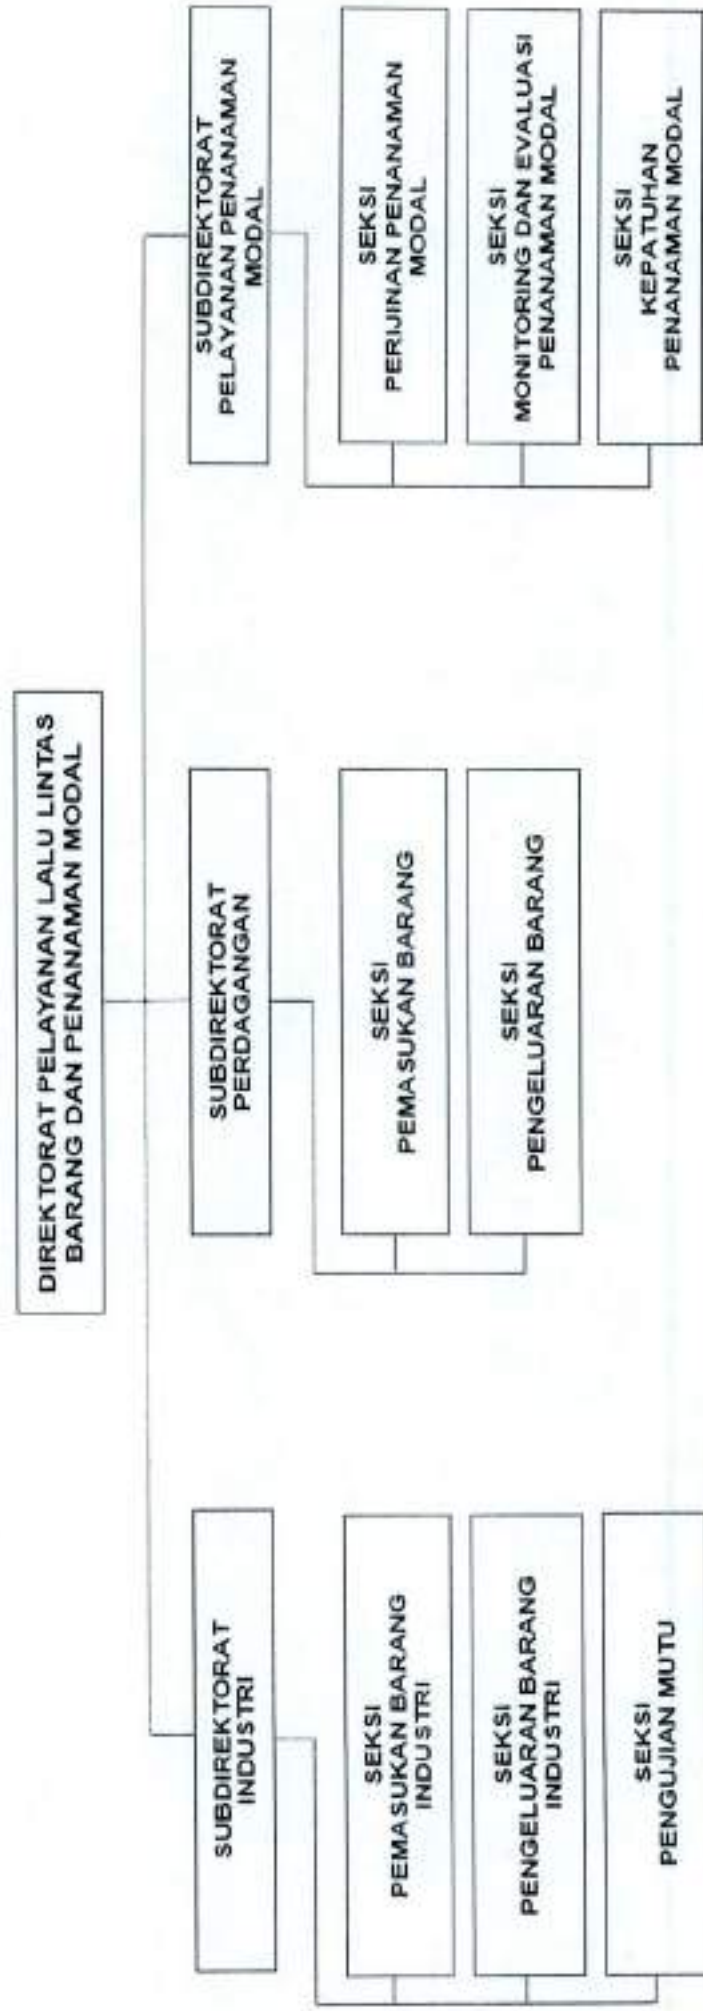 DIREKTORAT PELAYANAN LALU LINTAS
BARANG DAN PENANAMAN MODAL
SUBDIREKTORAT
INDUSTRI
SEKSI
PEMASUKAN BARANG
INDUSTRI
SEKSI
PENGELUARAN BARANG
INDUSTRI
SEKSI
PENGUJIAN MUTU
SUBDIREKTORAT
PERDAGANGAN
SEKSI
PEMASUKAN BARANG
SEKSI
PENGELUARAN BARANG
SUBDIREKTORAT
PELAYANAN PENANAMAN
MODAL
SEKSI
PERIJINAN PENANAMAN
MODAL
SEKSI
MONITORING DAN EVALUASI
PENANAMAN MODAL
SEKSI
KEPATUHAN
PENANAMAN MODAL